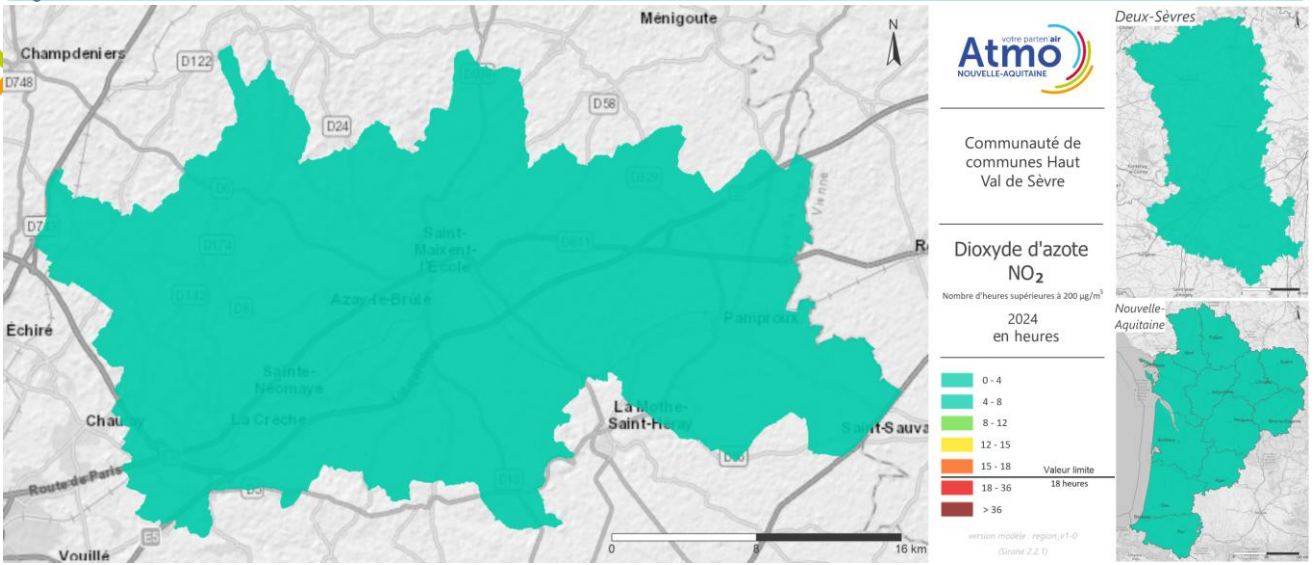 Ménigoute
Champdeniers
D122
D748
D58
D24
D129
D6
Vienne
D174
Saint-
Maixent-
l'École
D611
D182
D8
Azay-le-Brûlé
Échiré
Pamproux
Sainte-
Néomaye
La Crèche
La Mothe-
Saint-Héray
Saint-Sauva
Route de Paris
D5
E5
Vouillé
0
8
16 km
N
votre parten'air
Atmo
NOUVELLE-AQUITAINE
Communauté de
communes Haut
Val de Sèvre
Dioxyde d'azote
NO₂
Nombre d'heures supérieures à 200 µg/m³
2024
en heures
0 - 4
4 - 8
8 - 12
12 - 15
15 - 18
Valeur limite
18 heures
18 - 36
> 36
version modèle : region_v1-0
(Sirane 2.2.1)
Deux-Sèvres
Nouvelle-
Aquitaine